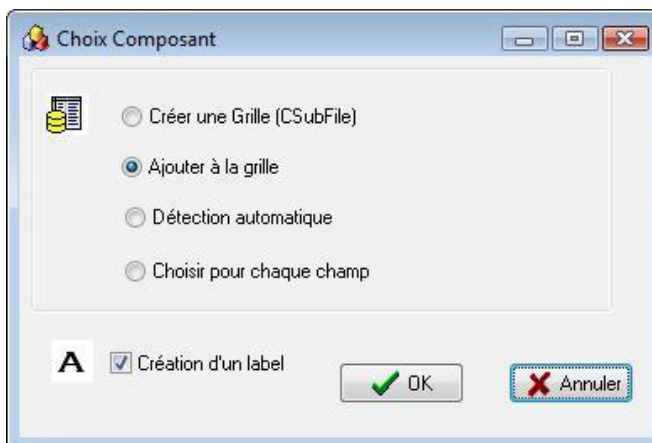 Choix Composant
Créer une Grille (CSubFile)
Ajouter à la grille
Détection automatique
Choisir pour chaque champ
A
Création d'un label
OK
Annuler